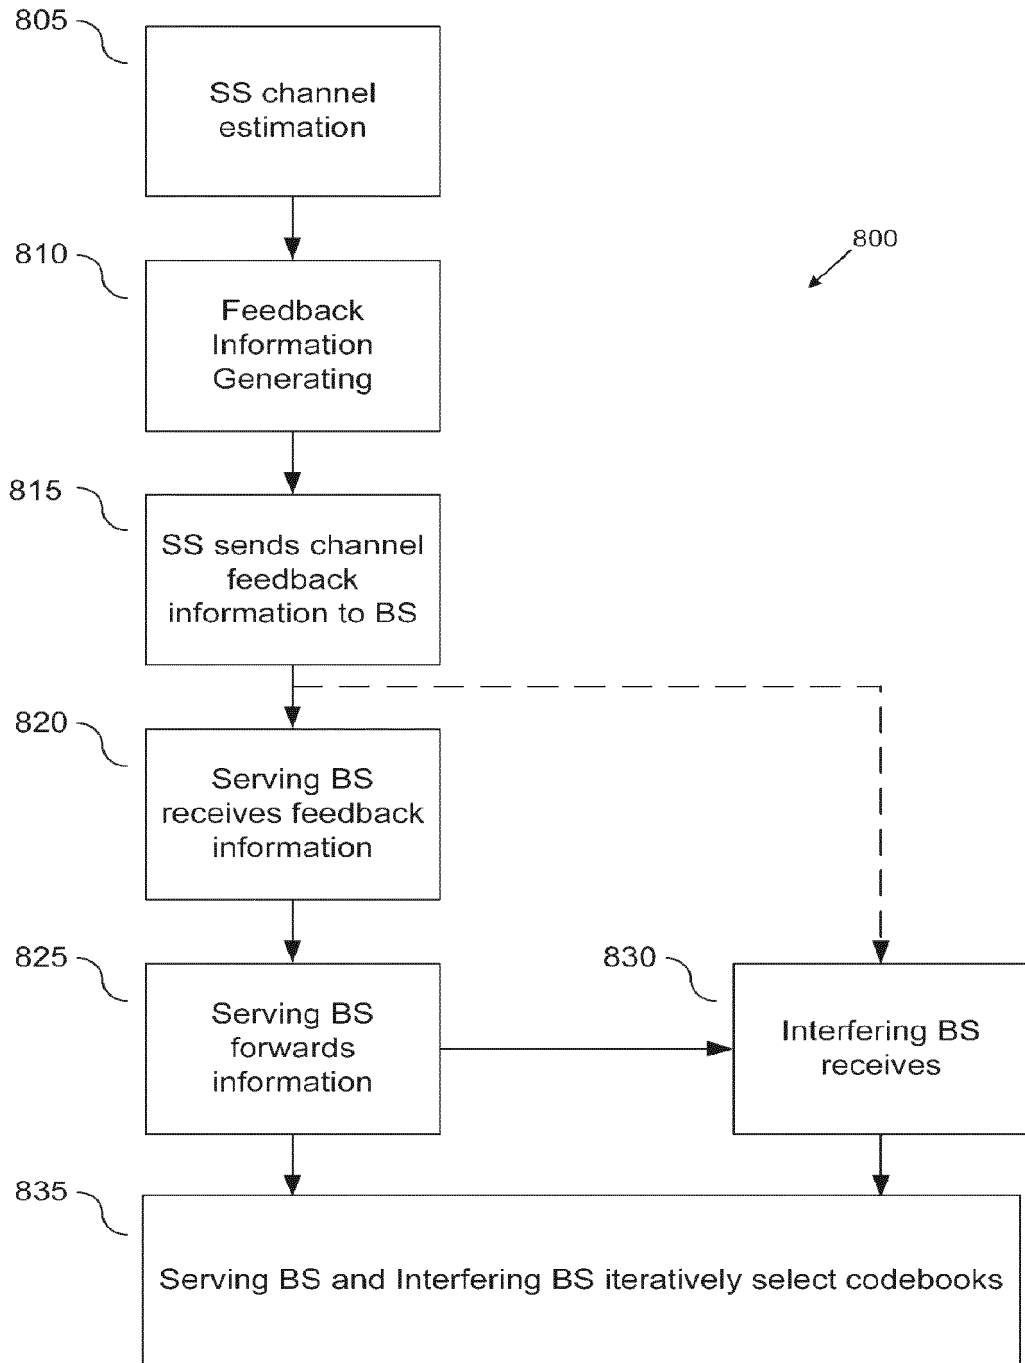 805
SS channel
estimation
810
800
Feedback
Information
Generating
815
SS sends channel
feedback
information to BS
820
Serving BS
receives feedback
information
825
Serving BS
forwards
information
830
Interfering BS
receives
835
Serving BS and Interfering BS iteratively select codebooks